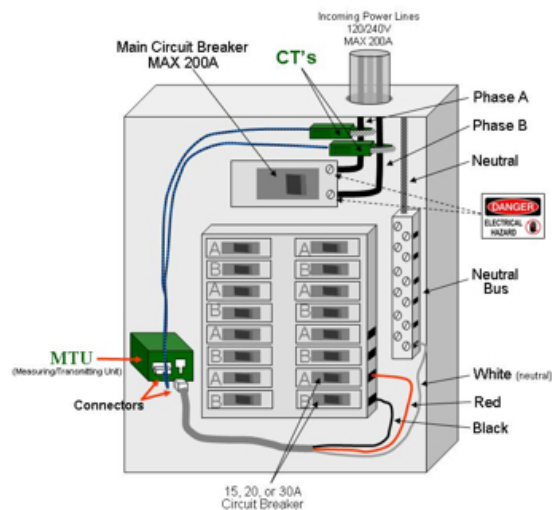 Incoming Power Lines
120/240V
MAX 200A
Main Circuit Breaker
MAX 200A
CT's
Phase A
Phase B
Neutral
DANGER
ELECTRICAL
HAZARD
A
A
B
B
A
A
B
B
A
A
B
B
A
A
B
B
Neutral
Bus
MTU
(Measuring/Transmitting Unit)
Connectors
White (neutral)
Red
Black
15, 20, or 30A
Circuit Breaker